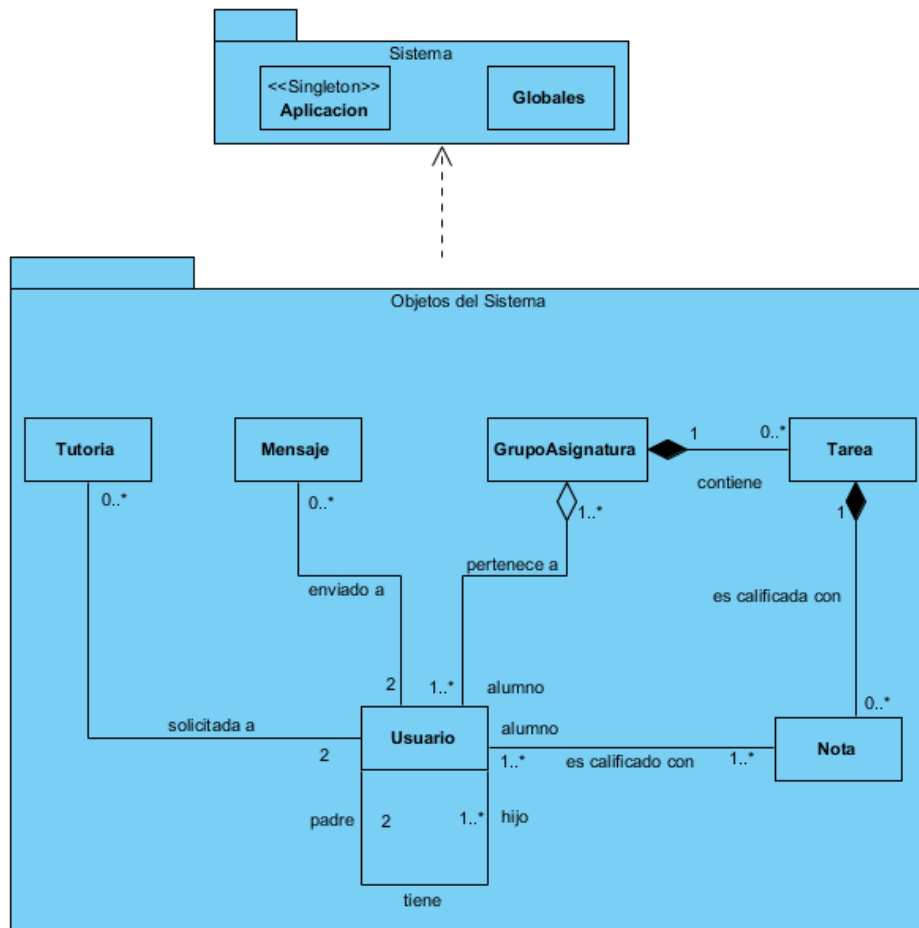 Sistema
<<Singleton>>
Aplicacion
Globales
Objetos del Sistema
Tutoria
Mensaje
GrupoAsignatura
1
0..*
Tarea
contiene
0..*
0..*
1..*
1
pertenece a
enviado a
es calificada con
2
1..*
alumno
0..*
solicitada a
2
Usuario
alumno
1..*
es calificado con
1..*
Nota
padre
2
1..*
hijo
tiene